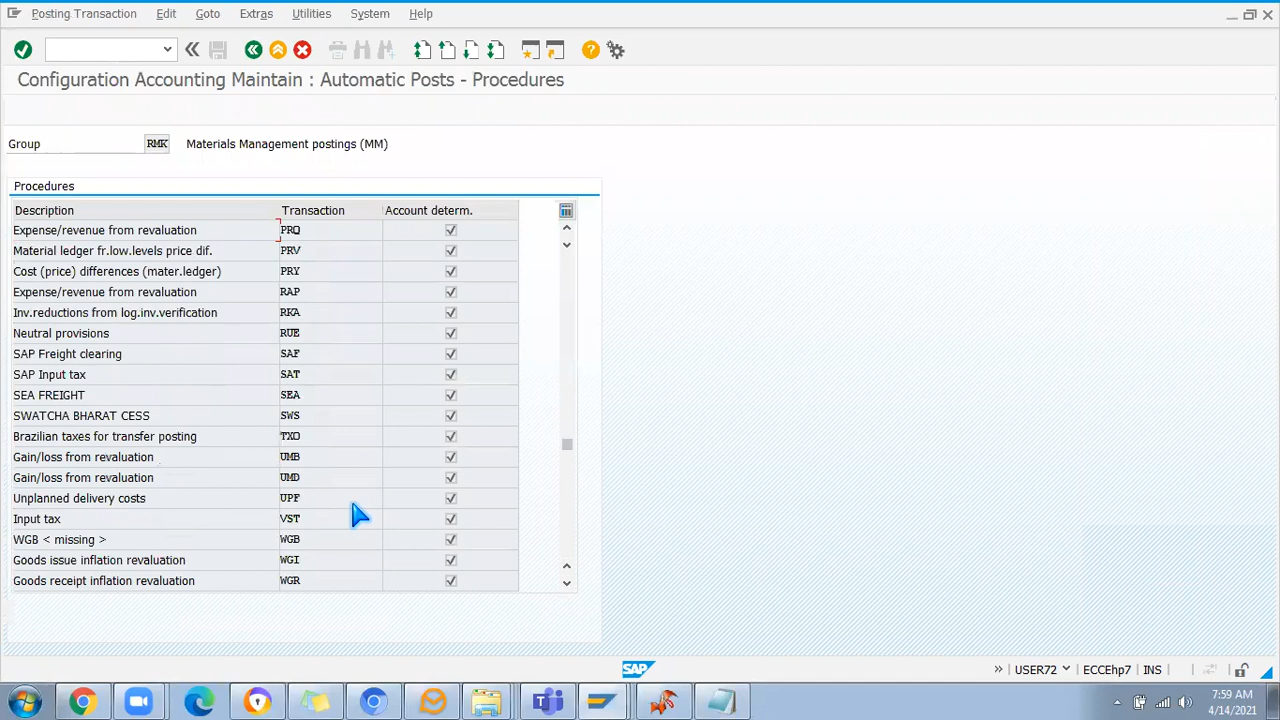 Posting Transaction Edit Goto Extras Utilities System Help
Configuration Accounting Maintain : Automatic Posts - Procedures
Group RMK Materials Management postings (MM)
Procedures
Description Transaction Account determ.
Expense/revenue from revaluation PRQ
Material ledger fr.low.levels price dif. PRV
Cost (price) differences (mater.ledger) PRY
Expense/revenue from revaluation RAP
Inv.reductions from log.inv.verification RKA
Neutral provisions RUE
SAP Freight clearing SAF
SAP Input tax SAT
SEA FREIGHT SEA
SWATCHA BHARAT CESS SWS
Brazilian taxes for transfer posting TXO
Gain/loss from revaluation UMB
Gain/loss from revaluation UMD
Unplanned delivery costs UPF
Input tax VST
WGB < missing > WGB
Goods issue inflation revaluation WGI
Goods receipt inflation revaluation WGR
SAP
USER72 ECCEhp7 INS
7:59 AM
4/14/2021